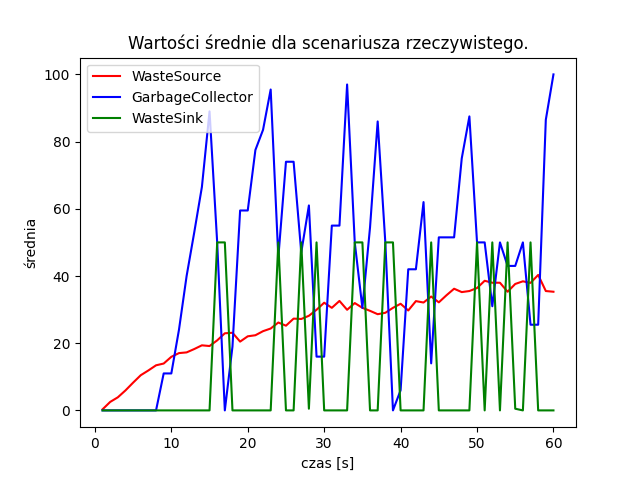 Wartości średnie dla scenariusza rzeczywistego.
WasteSource
GarbageCollector
WasteSink
średnia
100
80
60
40
20
0
0 10 20 30 40 50 60
czas [s]